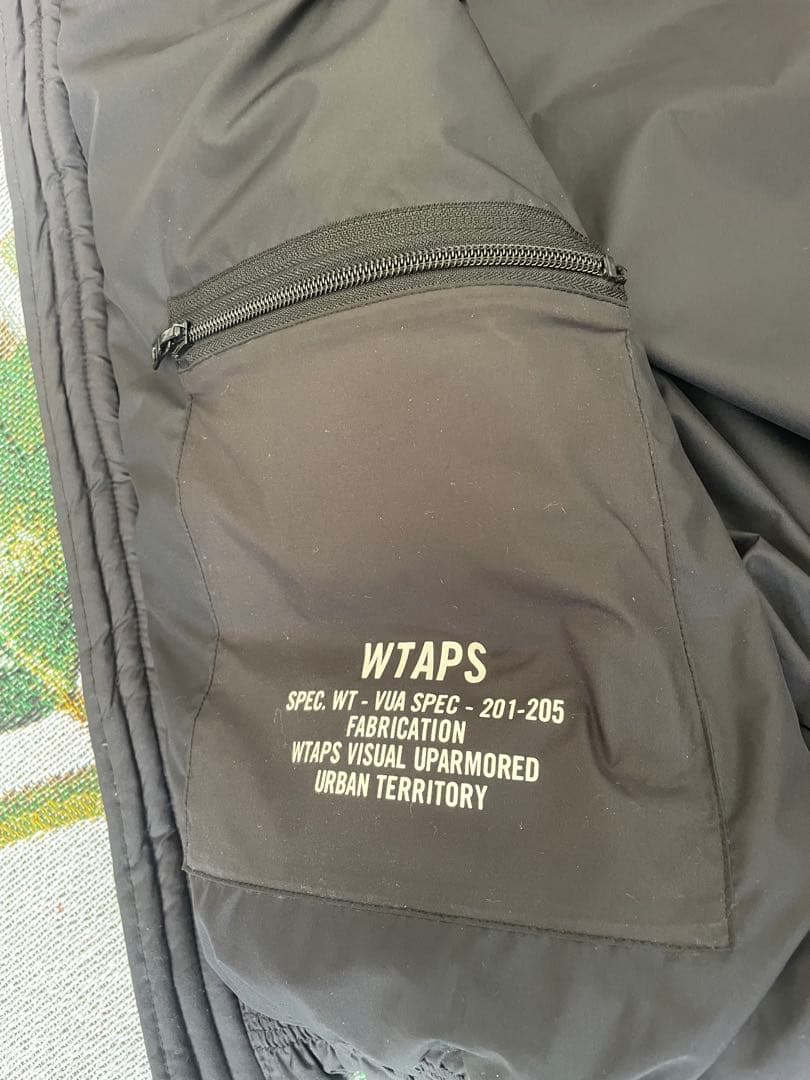 WTAPS
SPEC. WT - VUA SPEC - 201-205
FABRICATION
WTAPS VISUAL UPARMORED
URBAN TERRITORY